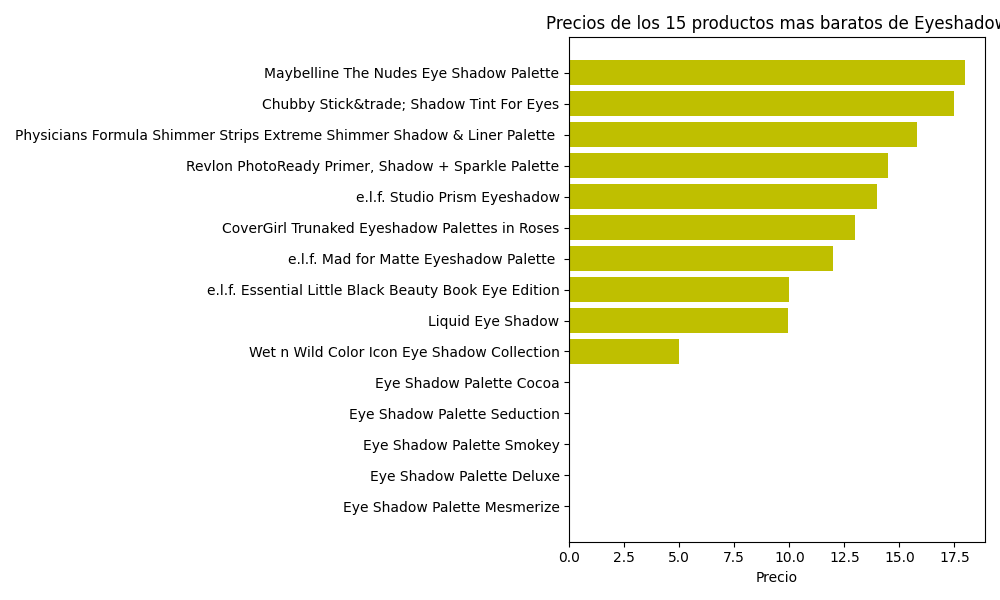 Precios de los 15 productos mas baratos de Eyeshadow
Maybelline The Nudes Eye Shadow Palette
Chubby Stick&trade; Shadow Tint For Eyes
Physicians Formula Shimmer Strips Extreme Shimmer Shadow & Liner Palette
Revlon PhotoReady Primer, Shadow + Sparkle Palette
e.l.f. Studio Prism Eyeshadow
CoverGirl Trunaked Eyeshadow Palettes in Roses
e.l.f. Mad for Matte Eyeshadow Palette
e.l.f. Essential Little Black Beauty Book Eye Edition
Liquid Eye Shadow
Wet n Wild Color Icon Eye Shadow Collection
Eye Shadow Palette Cocoa
Eye Shadow Palette Seduction
Eye Shadow Palette Smokey
Eye Shadow Palette Deluxe
Eye Shadow Palette Mesmerize
0.0 2.5 5.0 7.5 10.0 12.5 15.0 17.5
Precio